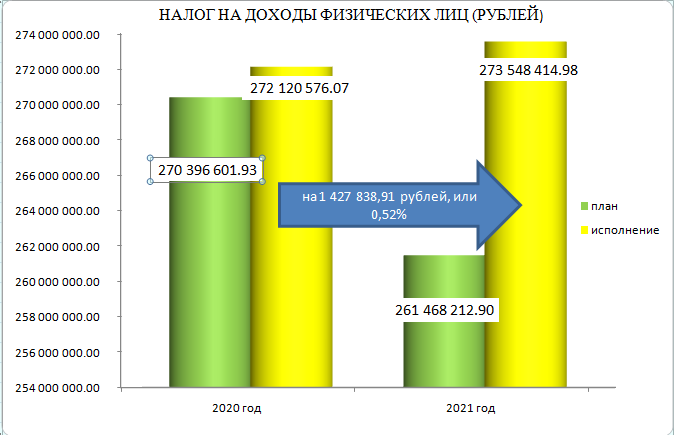 НАЛОГ НА ДОХОДЫ ФИЗИЧЕСКИХ ЛИЦ (РУБЛЕЙ)
274 000 000.00
272 000 000.00
270 000 000.00
268 000 000.00
266 000 000.00
264 000 000.00
262 000 000.00
260 000 000.00
258 000 000.00
256 000 000.00
254 000 000.00
270 396 601.93
272 120 576.07
261 468 212.90
273 548 414.98
на 1 427 838,91 рублей, или
0,52%
план
исполнение
2020 год
2021 год